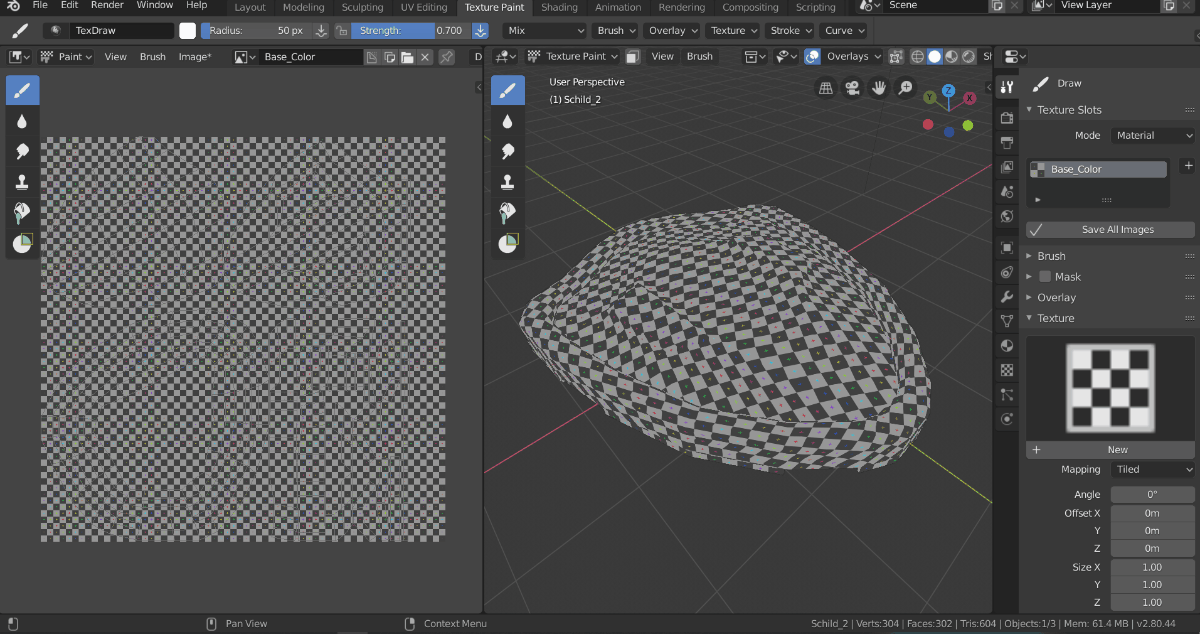 File Edit Render Window Help Layout Modeling Sculpting UV Editing Texture Paint Shading Animation Rendering Compositing Scripting Scene View Layer
TexDraw Radius: 50 px Strength: 0.700 Mix Brush Overlay Texture Stroke Curve
Paint View Brush Image* Base_Color D Texture Paint View Brush Overlays Sh
User Perspective
(1) Schild_2
Y Z X
Draw
Texture Slots
Mode Material
Base_Color
Save All Images
Brush
Mask
Overlay
Texture
New
Mapping Tiled
Angle 0°
Offset X 0m
Y 0m
Z 0m
Size X 1.00
Y 1.00
Z 1.00
Pan View Context Menu Schild_2 | Verts:304 | Faces:302 | Tris:604 | Objects:1/3 | Mem: 61.4 MB | v2.80.44